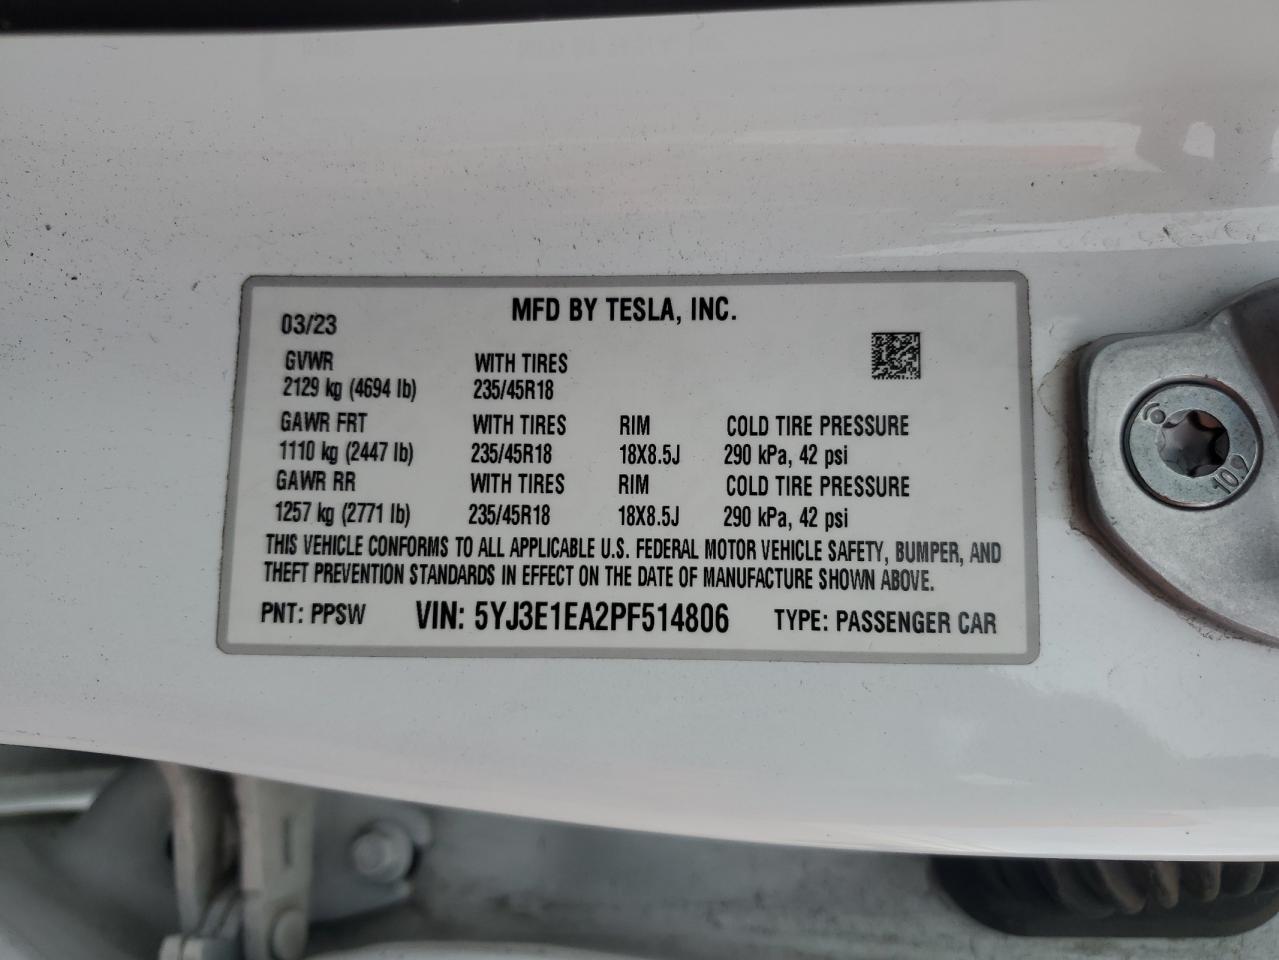 MFD BY TESLA, INC.
03/23
GVWR WITH TIRES
2129 kg (4694 lb) 235/45R18
GAWR FRT WITH TIRES RIM COLD TIRE PRESSURE
1110 kg (2447 lb) 235/45R18 18X8.5J 290 kPa, 42 psi
GAWR RR WITH TIRES RIM COLD TIRE PRESSURE
1257 kg (2771 lb) 235/45R18 18X8.5J 290 kPa, 42 psi
THIS VEHICLE CONFORMS TO ALL APPLICABLE U.S. FEDERAL MOTOR VEHICLE SAFETY, BUMPER, AND
THEFT PREVENTION STANDARDS IN EFFECT ON THE DATE OF MANUFACTURE SHOWN ABOVE.
PNT: PPSW VIN: 5YJ3E1EA2PF514806 TYPE: PASSENGER CAR
10.9